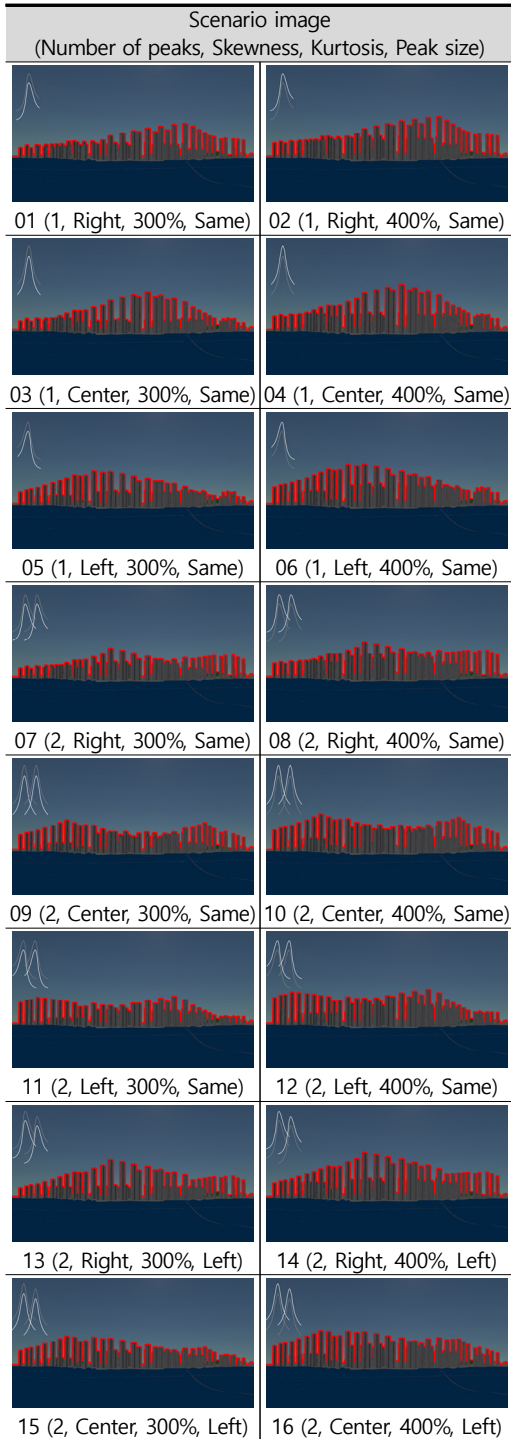 Scenario image
(Number of peaks, Skewness, Kurtosis, Peak size)
01 (1, Right, 300%, Same)
02 (1, Right, 400%, Same)
03 (1, Center, 300%, Same)
04 (1, Center, 400%, Same)
05 (1, Left, 300%, Same)
06 (1, Left, 400%, Same)
07 (2, Right, 300%, Same)
08 (2, Right, 400%, Same)
09 (2, Center, 300%, Same)
10 (2, Center, 400%, Same)
11 (2, Left, 300%, Same)
12 (2, Left, 400%, Same)
13 (2, Right, 300%, Left)
14 (2, Right, 400%, Left)
15 (2, Center, 300%, Left)
16 (2, Center, 400%, Left)